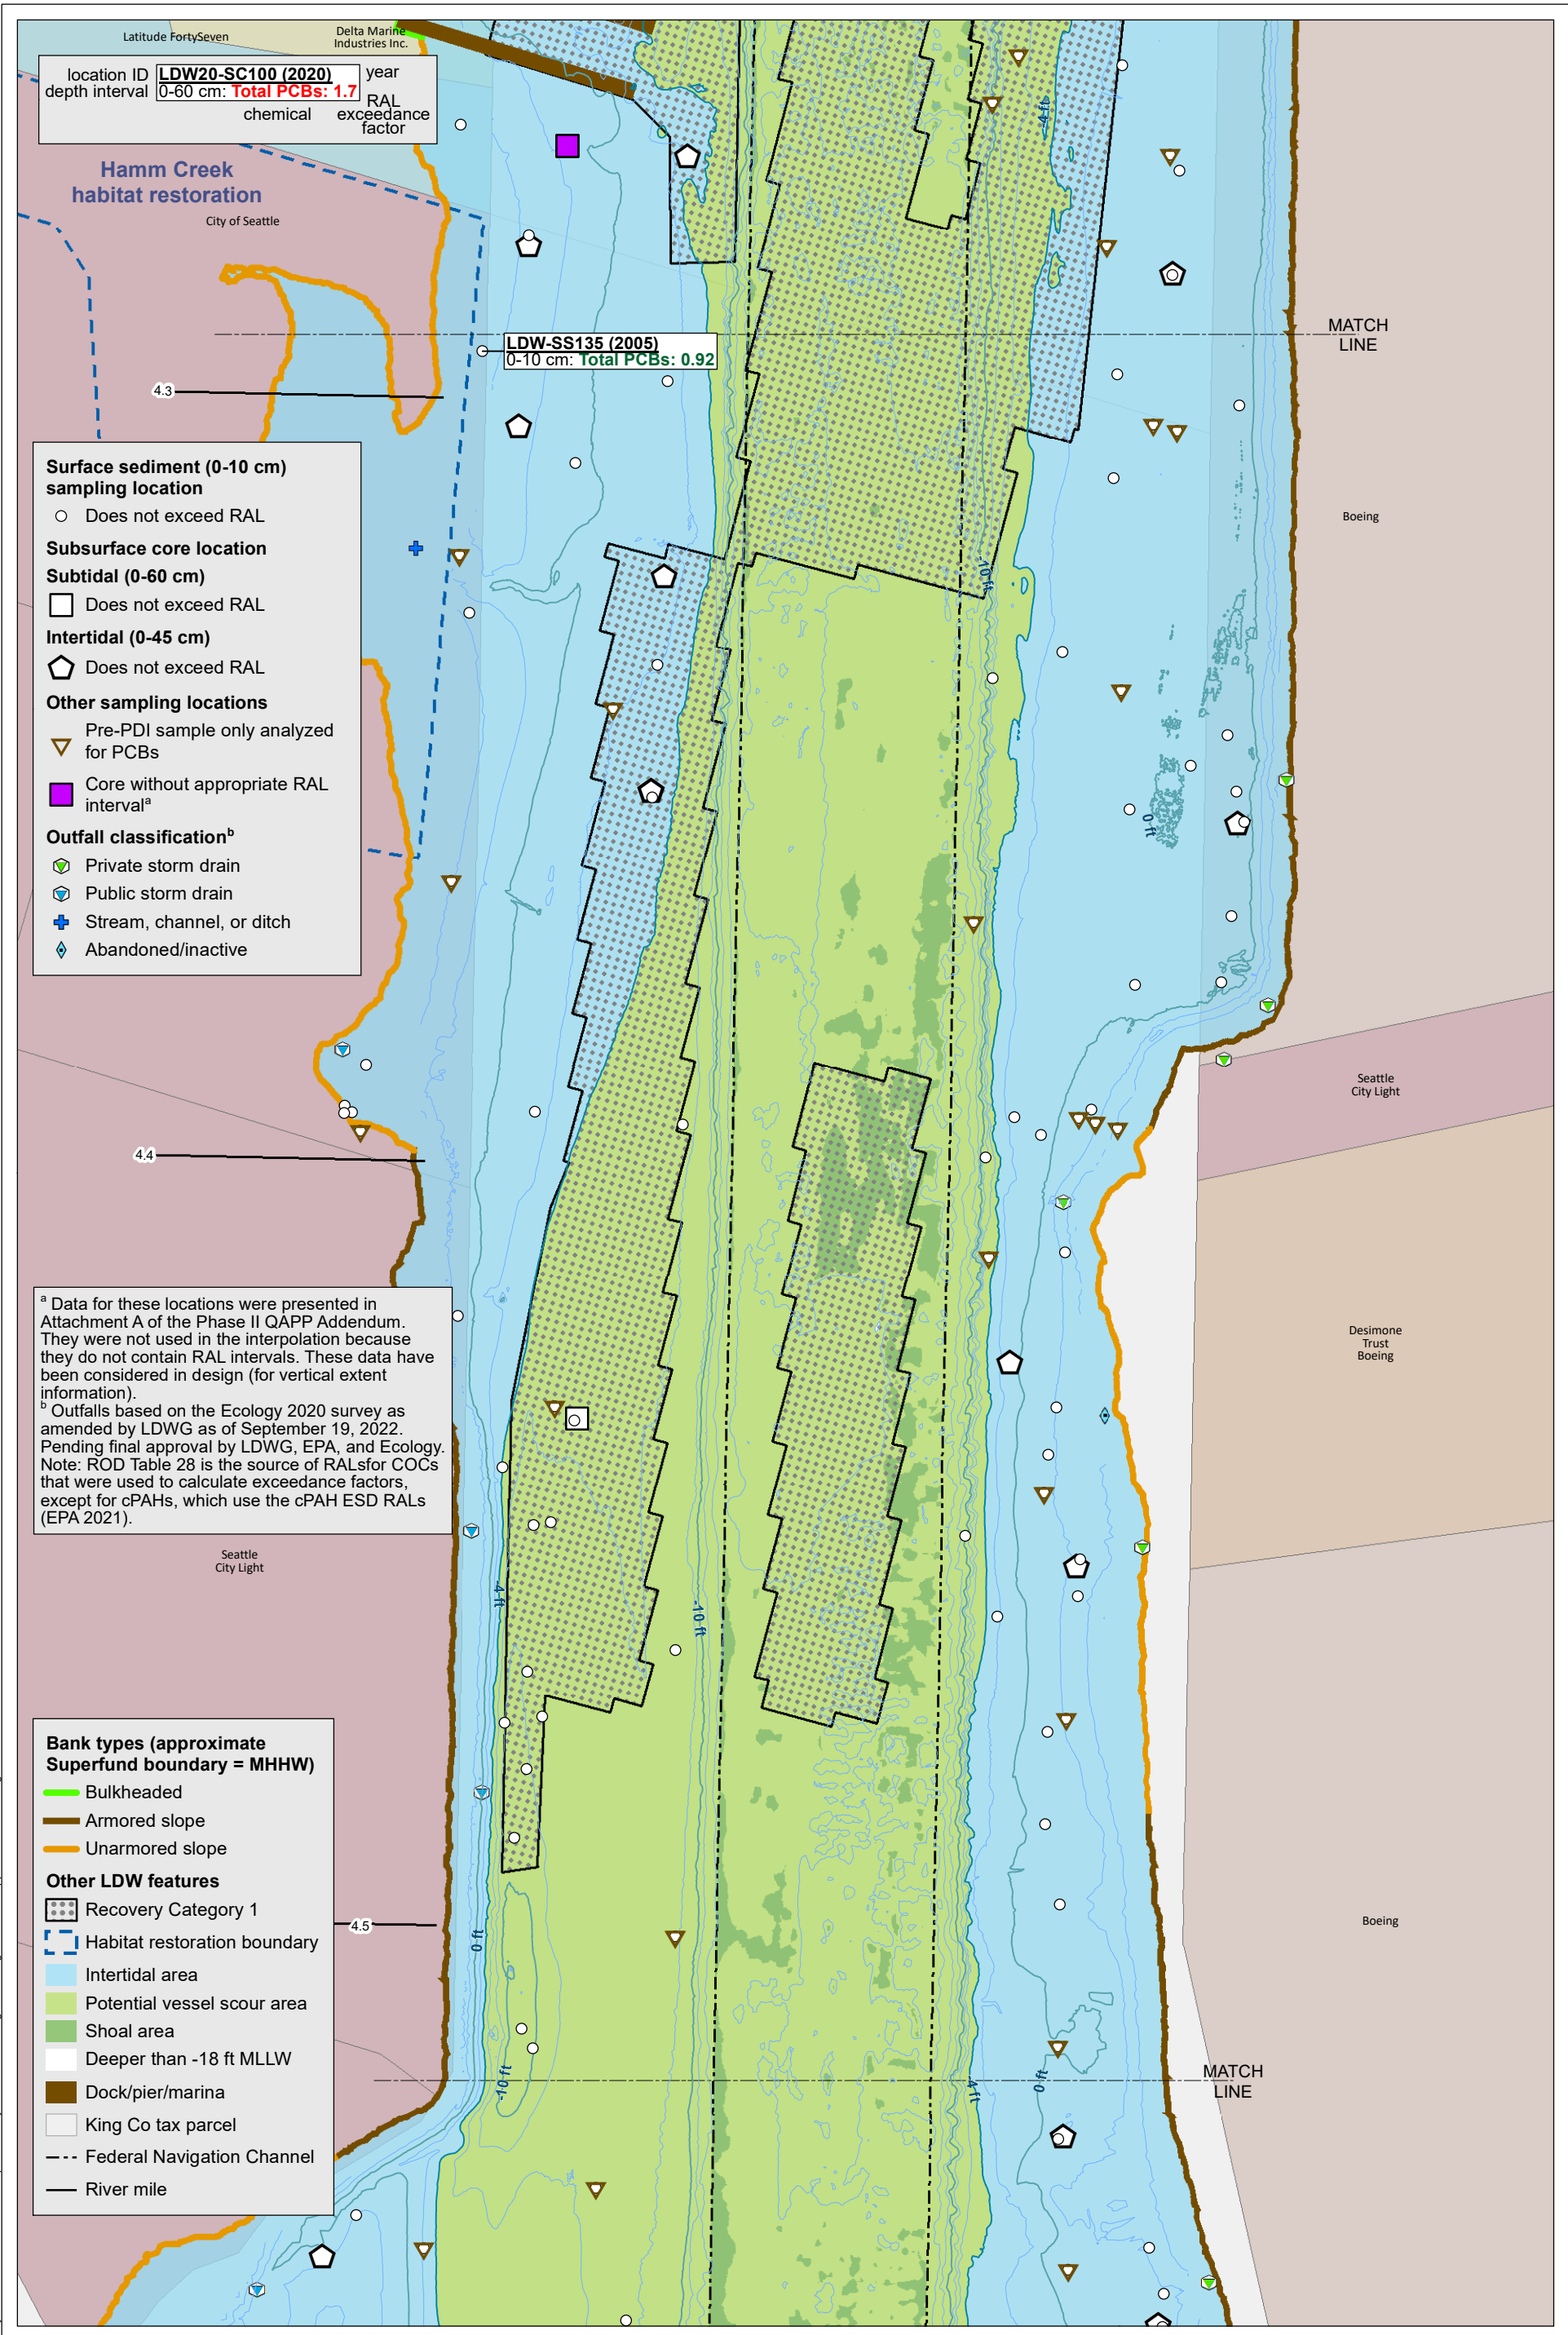 Latitude FortySeven
Delta Marine
Industries Inc.
location ID
depth interval
LDW20-SC100 (2020)
0-60 cm: Total PCBs: 1.7
year
RAL
exceedance
factor
chemical
-4 ft
Hamm Creek
habitat restoration
City of Seattle
MATCH
LINE
LDW-SS135 (2005)
0-10 cm: Total PCBs: 0.92
4.3
Surface sediment (0-10 cm)
sampling location
Does not exceed RAL
Subsurface core location
Subtidal (0-60 cm)
Does not exceed RAL
Intertidal (0-45 cm)
Does not exceed RAL
Other sampling locations
Pre-PDI sample only analyzed
for PCBs
Core without appropriate RAL
intervalᵃ
Outfall classificationᵇ
Private storm drain
Public storm drain
Stream, channel, or ditch
Abandoned/inactive
Boeing
-10 ft
0 ft
Seattle
City Light
4.4
ᵃ Data for these locations were presented in
Attachment A of the Phase II QAPP Addendum.
They were not used in the interpolation because
they do not contain RAL intervals. These data have
been considered in design (for vertical extent
information).
ᵇ Outfalls based on the Ecology 2020 survey as
amended by LDWG as of September 19, 2022.
Pending final approval by LDWG, EPA, and Ecology.
Note: ROD Table 28 is the source of RALsfor COCs
that were used to calculate exceedance factors,
except for cPAHs, which use the cPAH ESD RALs
(EPA 2021).
Desimone
Trust
Boeing
Seattle
City Light
-4 ft
-10 ft
Bank types (approximate
Superfund boundary = MHHW)
Bulkheaded
Armored slope
Unarmored slope
Other LDW features
Recovery Category 1
Habitat restoration boundary
Intertidal area
Potential vessel scour area
Shoal area
Deeper than -18 ft MLLW
Dock/pier/marina
King Co tax parcel
Federal Navigation Channel
River mile
4.5
Boeing
0 ft
-10 ft
-4 ft
0 ft
MATCH
LINE